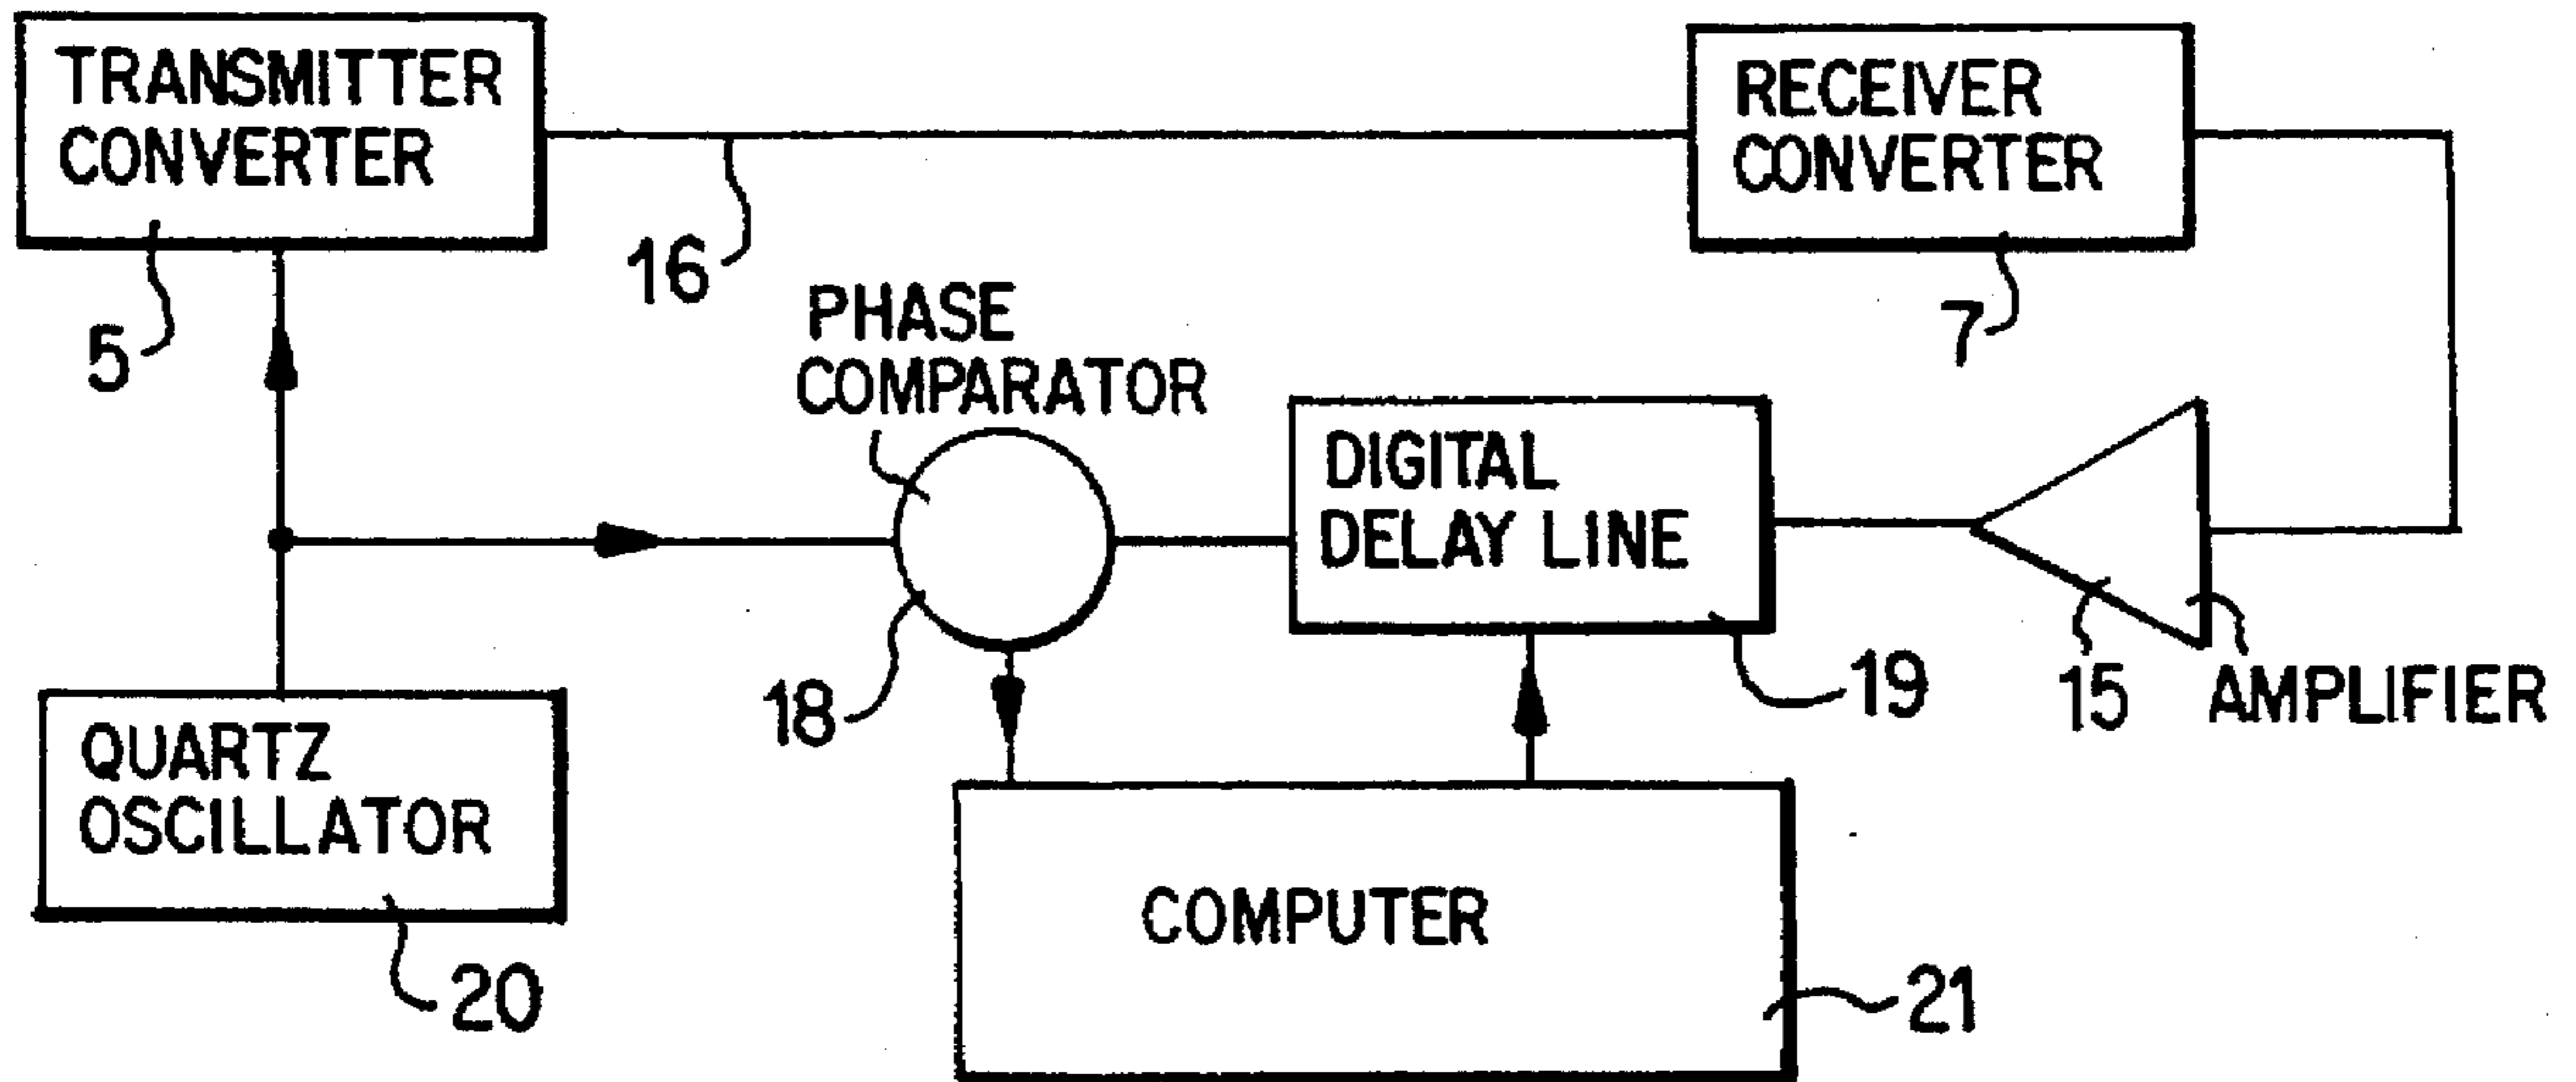 TRANSMITTER
CONVERTER
RECEIVER
CONVERTER
16
5
7
PHASE
COMPARATOR
DIGITAL
DELAY LINE
18
19
15
AMPLIFIER
QUARTZ
OSCILLATOR
COMPUTER
20
21